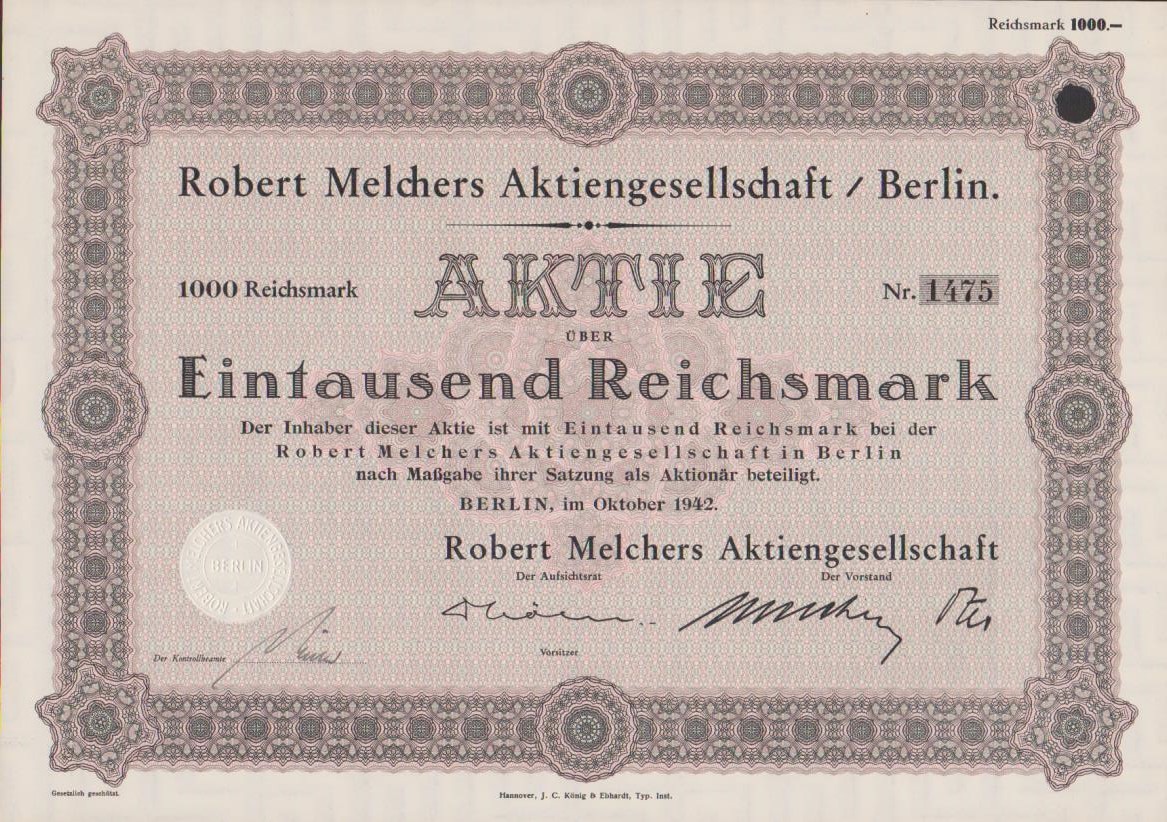 Reichsmark 1000.—
Robert Melchers Aktiengesellschaft / Berlin.
AKTIE
1000 Reichsmark
Nr. 1475
ÜBER
Eintausend Reichsmark
Der Inhaber dieser Aktie ist mit Eintausend Reichsmark bei der
Robert Melchers Aktiengesellschaft in Berlin
nach Maßgabe ihrer Satzung als Aktionär beteiligt.
BERLIN, im Oktober 1942.
Robert Melchers Aktiengesellschaft
Der Aufsichtsrat
Der Vorstand
ROBERT MELCHERS AKTIENGESELLSCHAFT
BERLIN
Vorsitzer
Der Kontrollbeamte
Gesetzlich geschützt.
Hannover, J. C. König & Ebhardt, Typ. Inst.